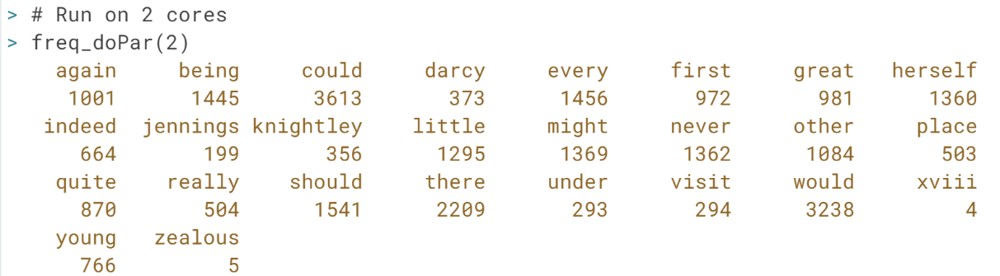 > # Run on 2 cores
> freq_doPar(2)
again being could darcy every first great herself
1001 1445 3613 373 1456 972 981 1360
indeed jennings knightley little might never other place
664 199 356 1295 1369 1362 1084 503
quite really should there under visit would xviii
870 504 1541 2209 293 294 3238 4
young zealous
766 5